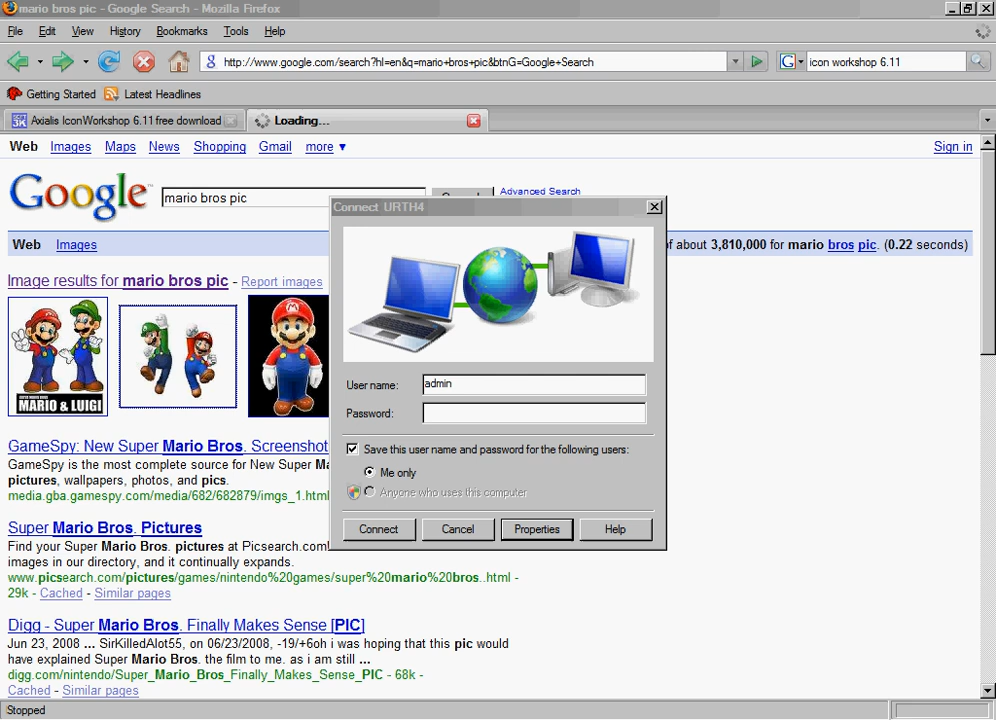 mario bros pic - Google Search - Mozilla Firefox
File Edit View History Bookmarks Tools Help
http://www.google.com/search?hl=en&q=mario+bros+pic&btnG=Google+Search
icon workshop 6.11
Getting Started Latest Headlines
Axialis IconWorkshop 6.11 free download
Loading...
Web Images Maps News Shopping Gmail more ▼ Sign in
Google
mario bros pic
Advanced Search
Connect URTH4
Web Images
of about 3,810,000 for mario bros pic. (0.22 seconds)
Image results for mario bros pic - Report images
MARIO & LUIGI
User name: admin
Password:
Save this user name and password for the following users:
Me only
Anyone who uses this computer
Connect Cancel Properties Help
GameSpy: New Super Mario Bros. Screenshot
GameSpy is the most complete source for New Super Ma
pictures, wallpapers, photos, and pics.
media.gba.gamespy.com/media/682/682879/imgs_1.html
Super Mario Bros. Pictures
Find your Super Mario Bros. pictures at Picsearch.com!
images in our directory, and it continually expands.
www.picsearch.com/pictures/games/nintendo%20games/super%20mario%20bros..html -
29k - Cached - Similar pages
Digg - Super Mario Bros. Finally Makes Sense [PIC]
Jun 23, 2008 ... SirKilledAlot55, on 06/23/2008, -19/+6oh i was hoping that this pic would
have explained Super Mario Bros. the film to me. as i am still ...
digg.com/nintendo/Super_Mario_Bros_Finally_Makes_Sense_PIC - 68k -
Cached - Similar pages
Stopped